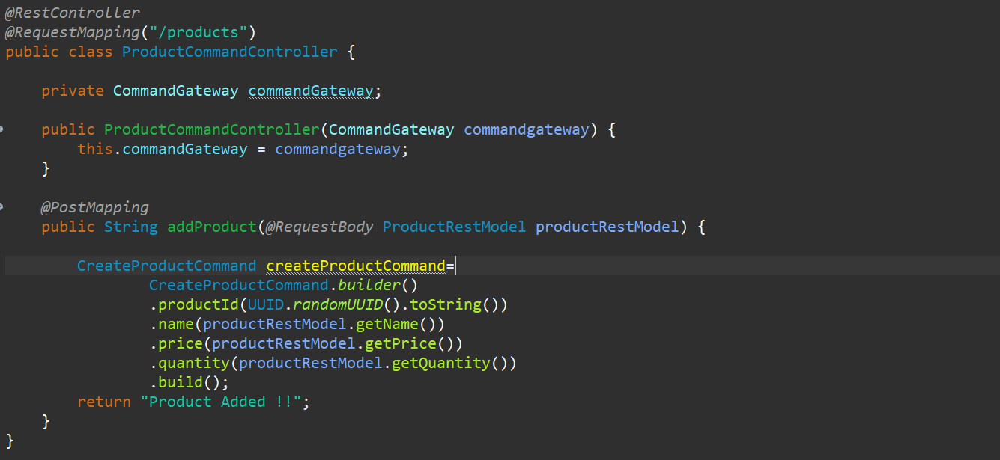 @RestController
@RequestMapping("/products")
public class ProductCommandController {
private CommandGateway commandGateway;
public ProductCommandController(CommandGateway commandgateway) {
this.commandGateway = commandgateway;
}
@PostMapping
public String addProduct(@RequestBody ProductRestModel productRestModel) {
CreateProductCommand createProductCommand=
CreateProductCommand.builder()
.productId(UUID.randomUUID().toString())
.name(productRestModel.getName())
.price(productRestModel.getPrice())
.quantity(productRestModel.getQuantity())
.build();
return "Product Added !!";
}
}